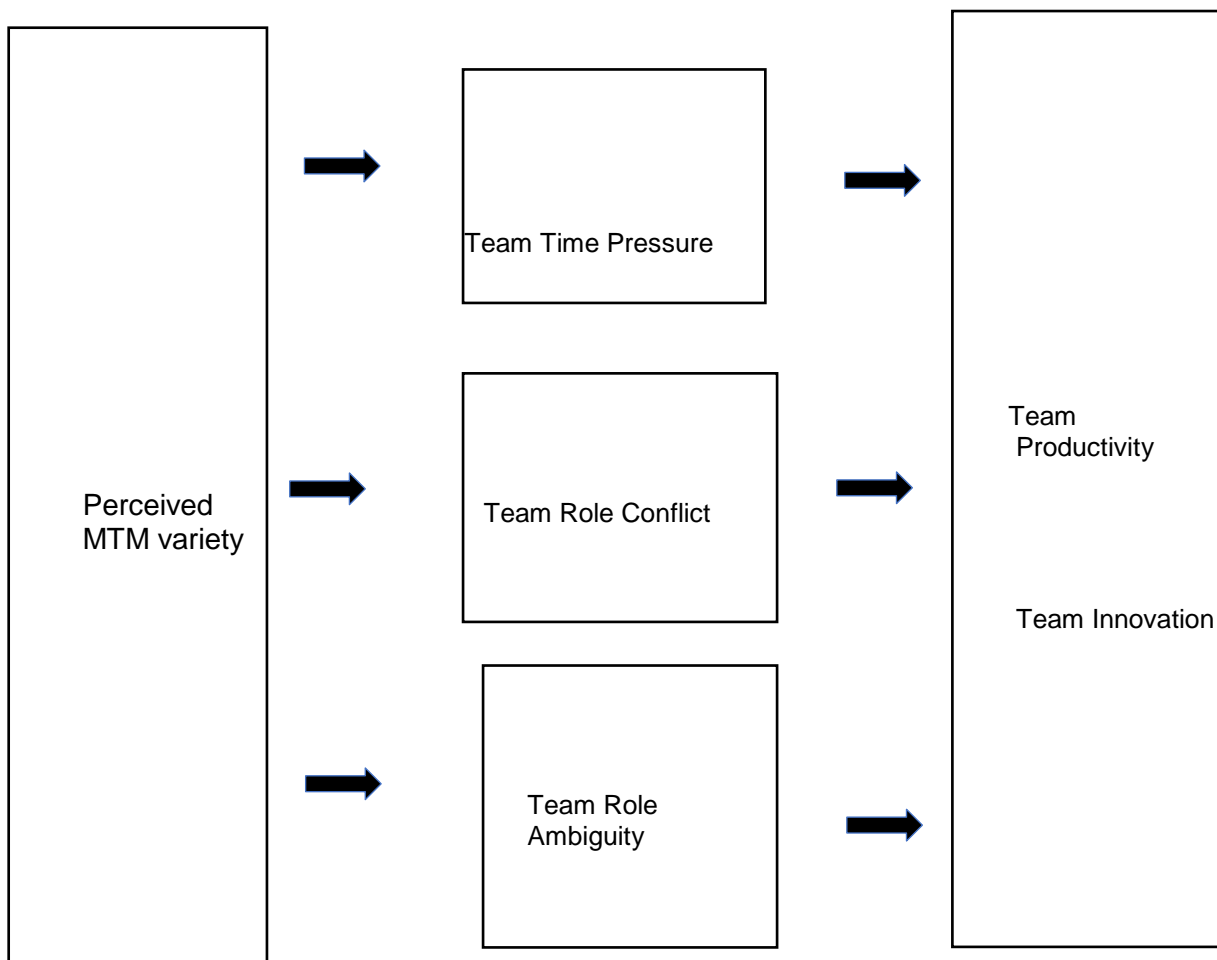 Perceived
MTM variety
Team Time Pressure
Team Role Conflict
Team Role
Ambiguity
Team
Productivity
Team Innovation